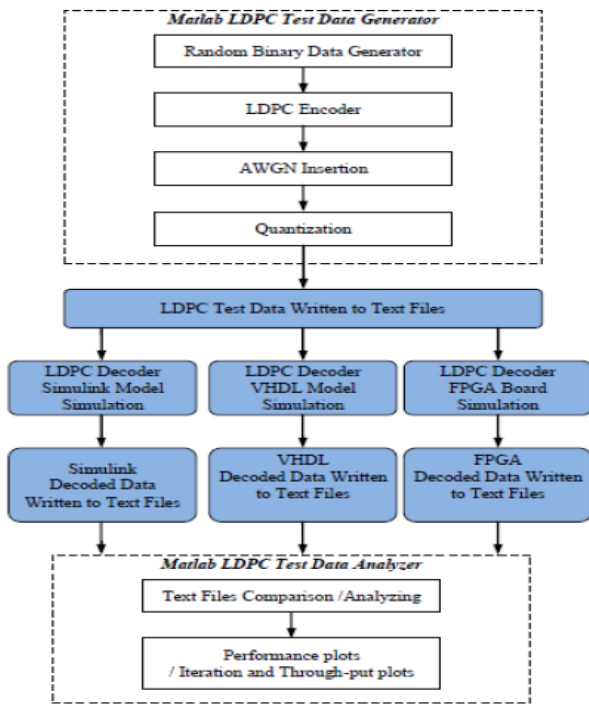 Matlab LDPC Test Data Generator
Random Binary Data Generator
LDPC Encoder
AWGN Insertion
Quantization
LDPC Test Data Written to Text Files
LDPC Decoder
Simulink Model
Simulation
LDPC Decoder
VHDL Model
Simulation
LDPC Decoder
FPGA Board
Simulation
Simulink
Decoded Data
Written to Text Files
VHDL
Decoded Data Written
to Text Files
FPGA
Decoded Data Written
to Text Files
Matlab LDPC Test Data Analyzer
Text Files Comparison /Analyzing
Performance plots
/ Iteration and Through-put plots